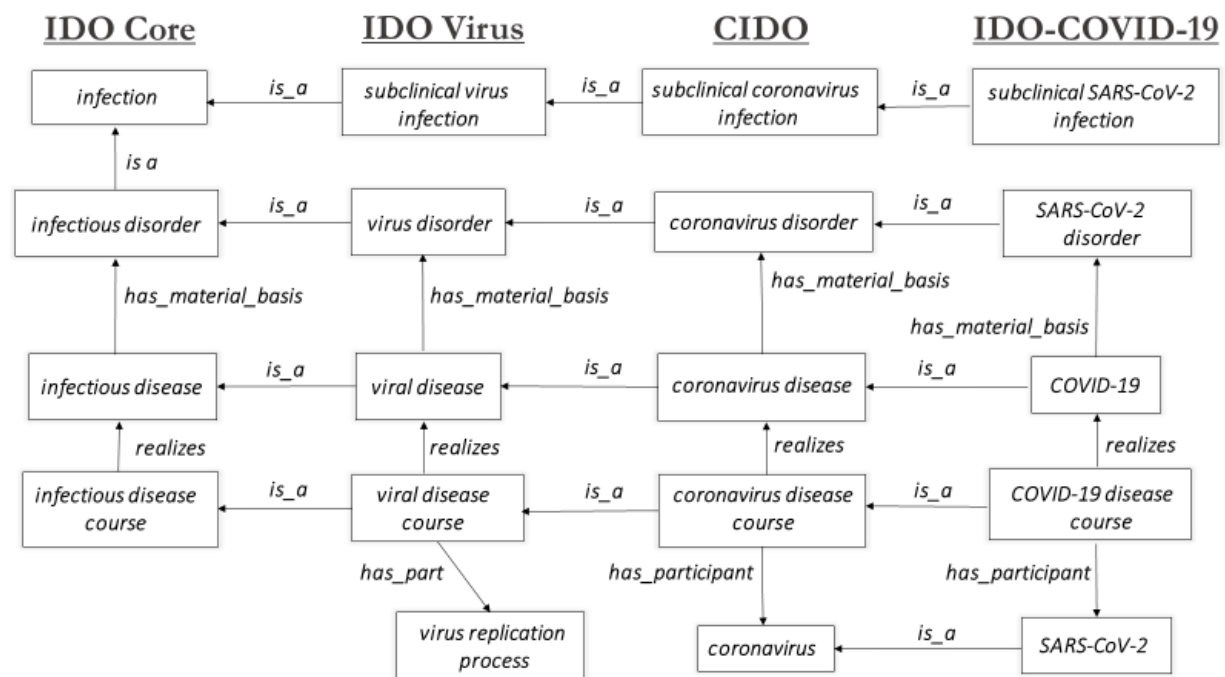 IDO Core IDO Virus CIDO IDO-COVID-19
infection
is_a
subclinical virus
infection
is_a
subclinical coronavirus
infection
is_a
subclinical SARS-CoV-2
infection
is a
infectious disorder
is_a
virus disorder
is_a
coronavirus disorder
is_a
SARS-CoV-2
disorder
has_material_basis
has_material_basis
has_material_basis
has_material_basis
infectious disease
is_a
viral disease
is_a
coronavirus disease
is_a
COVID-19
realizes
realizes
realizes
realizes
infectious disease
course
is_a
viral disease
course
is_a
coronavirus disease
course
is_a
COVID-19 disease
course
has_part
has_participant
has_participant
virus replication
process
coronavirus
is_a
SARS-CoV-2